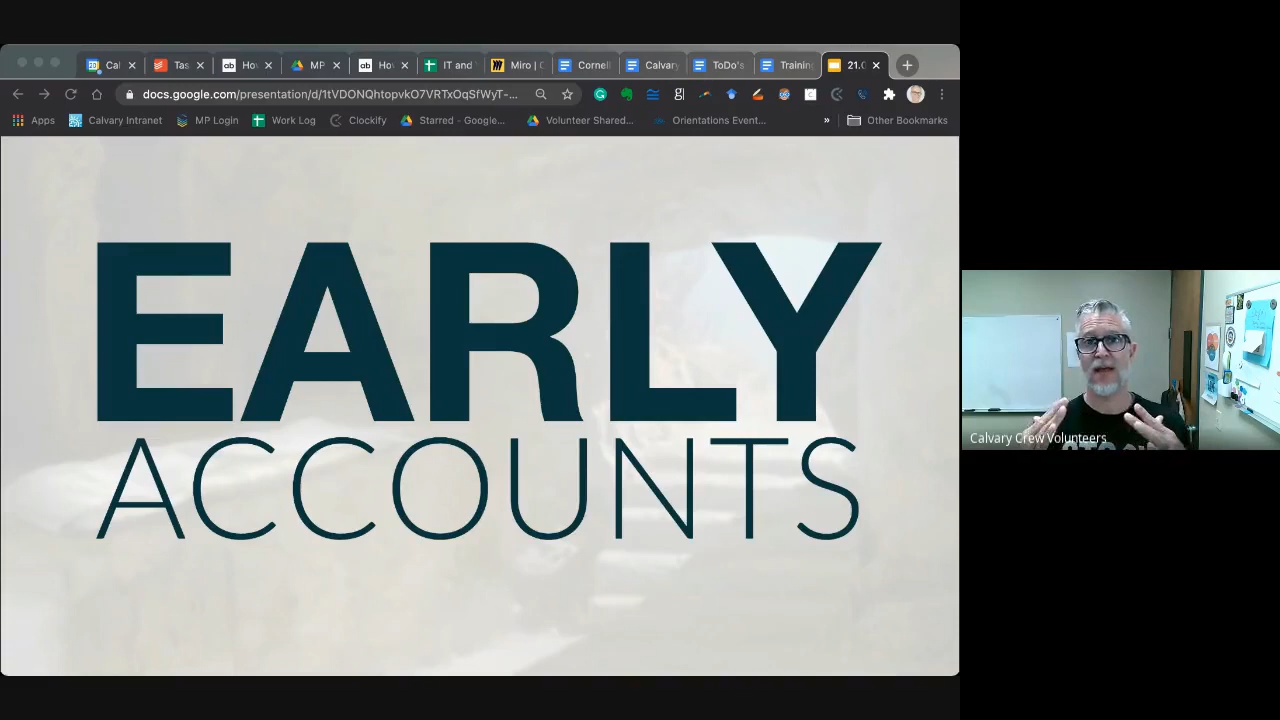 Cal
Tas
Hov
MP
Hov
IT and
Miro | C
Cornell
Calvary
ToDo's
Training
21.0
docs.google.com/presentation/d/1tVDONQhtopvkO7VRTxOqSfWyT-...
Apps
Calvary Intranet
MP Login
Work Log
Clockify
Starred - Google...
Volunteer Shared...
Orientations Event...
»
Other Bookmarks
EARLY
ACCOUNTS
Calvary Crew Volunteers